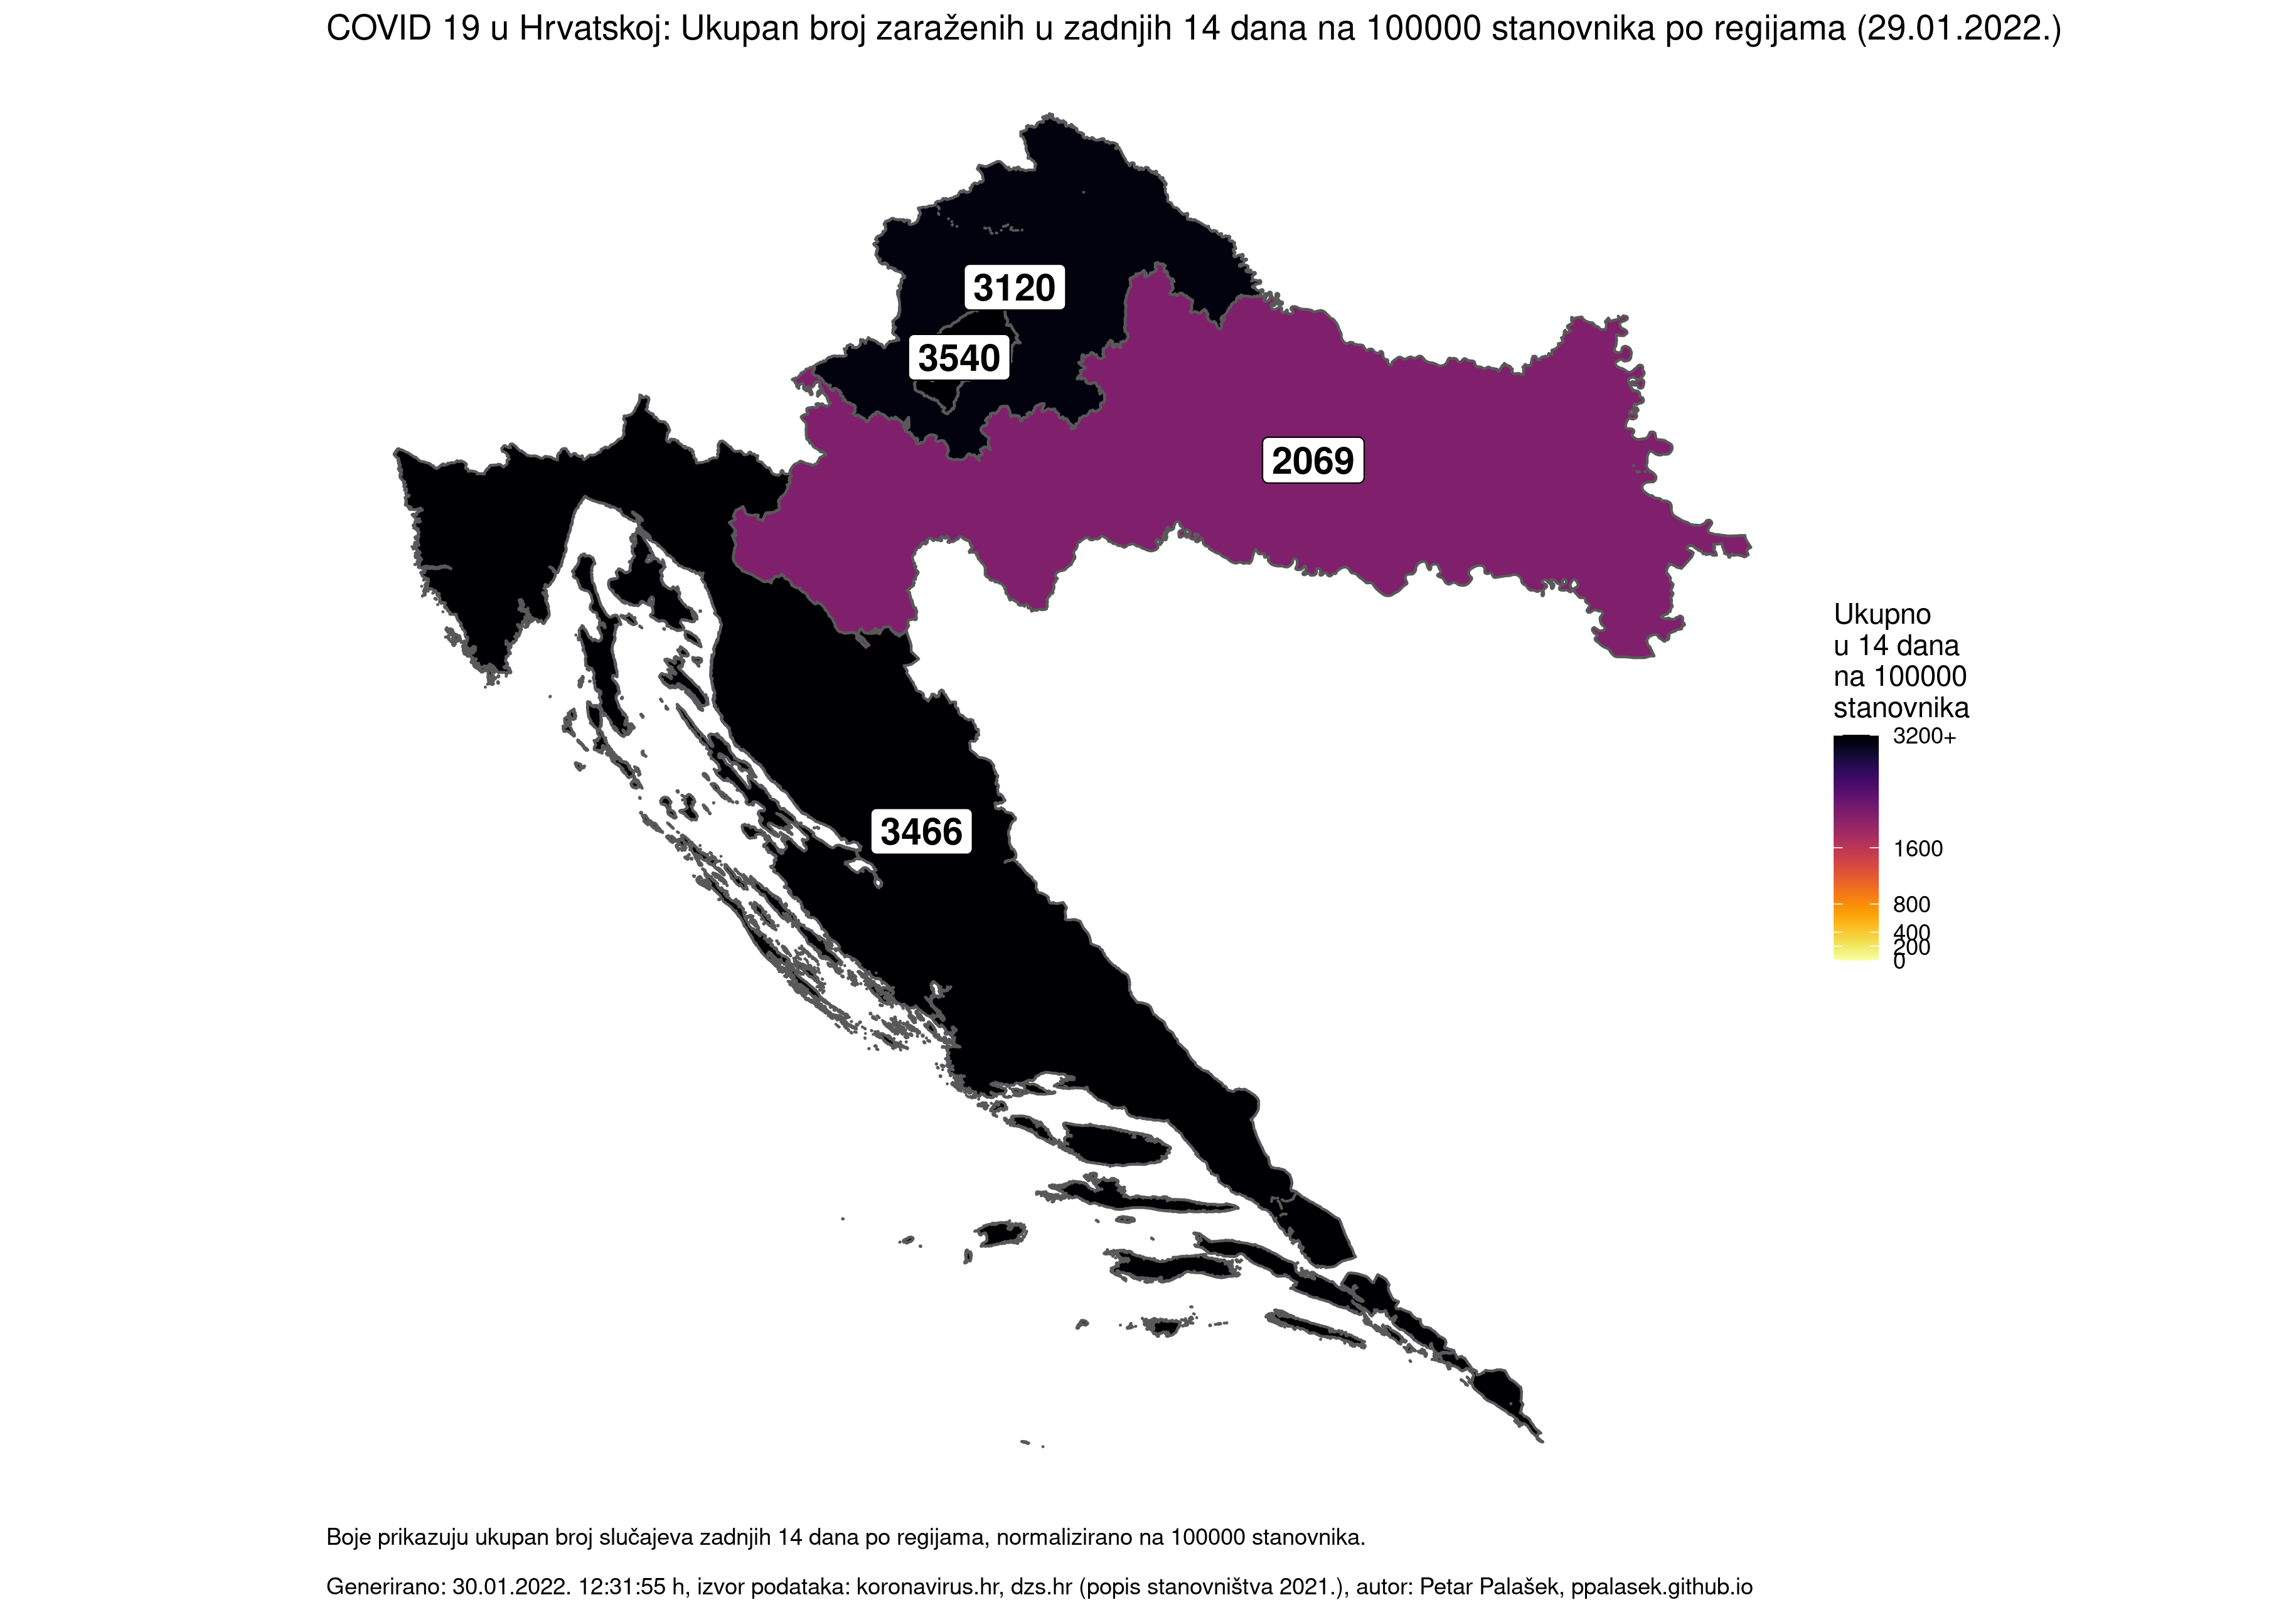 COVID 19 u Hrvatskoj: Ukupan broj zaraženih u zadnjih 14 dana na 100000 stanovnika po regijama (29.01.2022.)
3120
3540
2069
3466
Ukupno
u 14 dana
na 100000
stanovnika
3200+
1600
800
400
200
0
Boje prikazuju ukupan broj slučajeva zadnjih 14 dana po regijama, normalizirano na 100000 stanovnika.
Generirano: 30.01.2022. 12:31:55 h, izvor podataka: koronavirus.hr, dzs.hr (popis stanovništva 2021.), autor: Petar Palašek, ppalasek.github.io